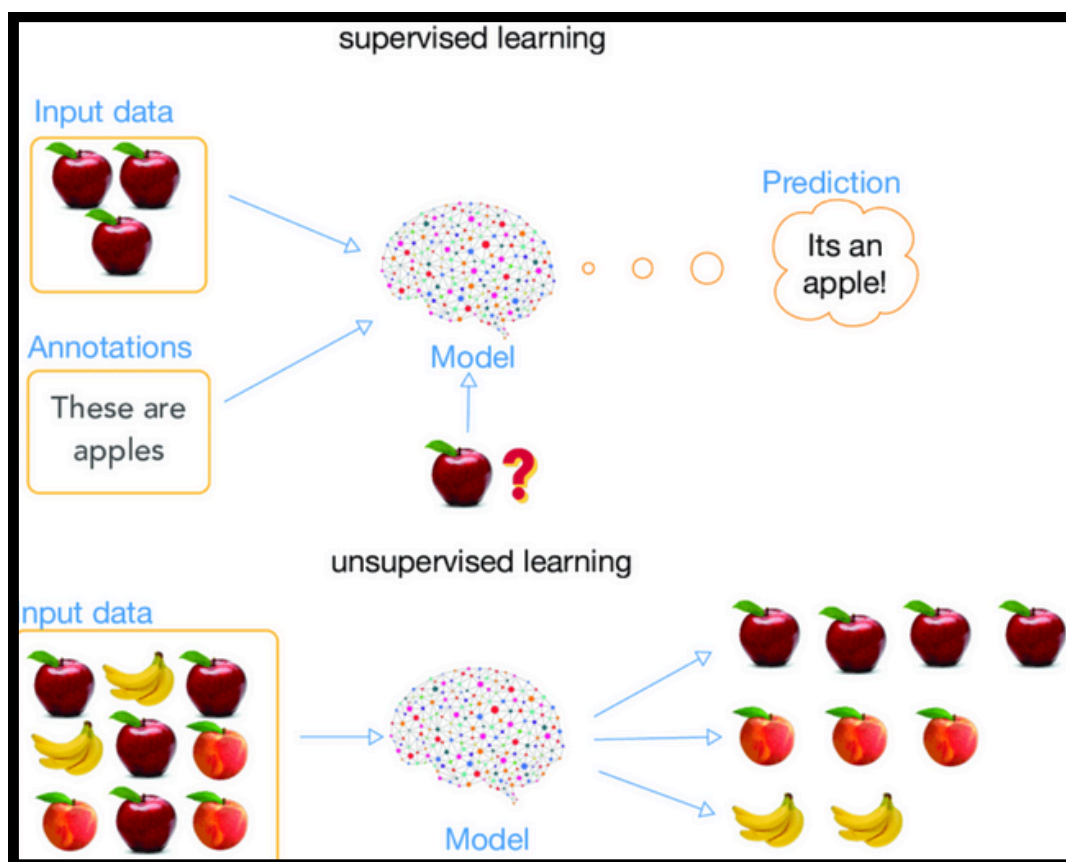 supervised learning
Input data
Prediction
Its an
apple!
Annotations
Model
These are
apples
?
unsupervised learning
nput data
Model